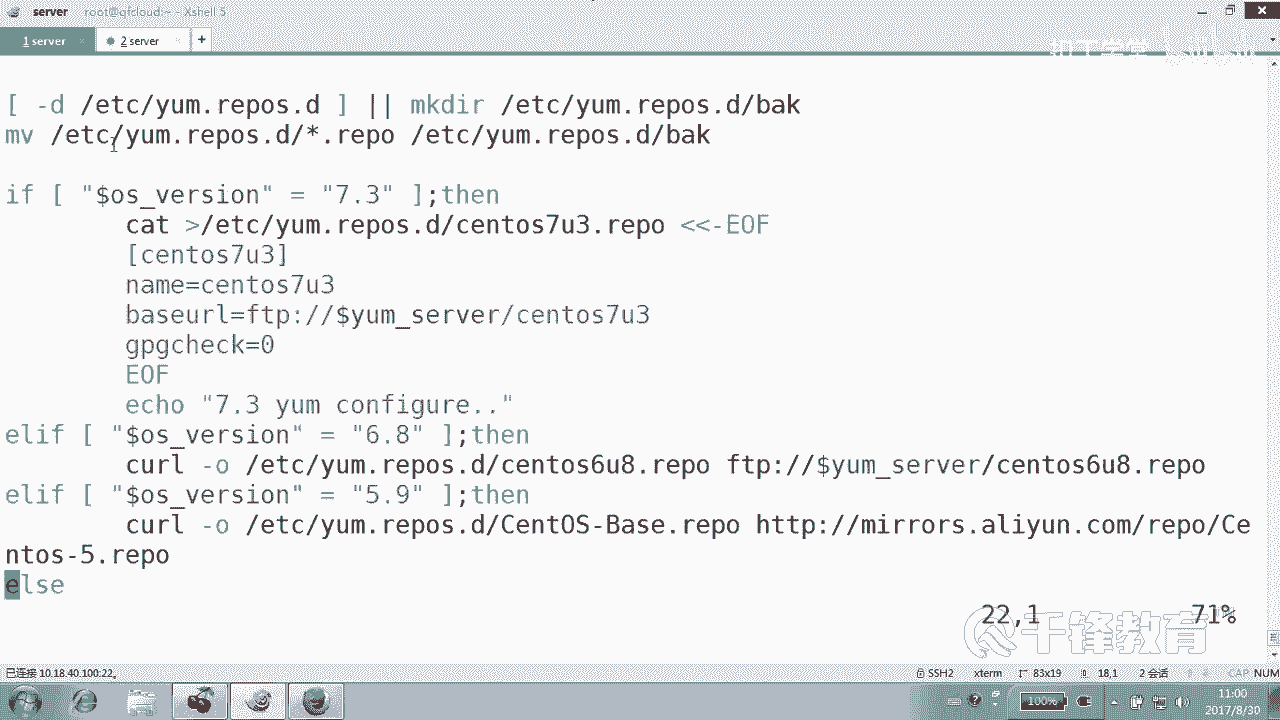 server root@qfcloud:~ - Xshell 5
1 server 2 server +
[ -d /etc/yum.repos.d ] || mkdir /etc/yum.repos.d/bak
mv /etc/yum.repos.d/*.repo /etc/yum.repos.d/bak
if [ "$os_version" = "7.3" ];then
cat >/etc/yum.repos.d/centos7u3.repo <<-EOF
[centos7u3]
name=centos7u3
baseurl=ftp://$yum_server/centos7u3
gpgcheck=0
EOF
echo "7.3 yum configure.."
elif [ "$os_version" = "6.8" ];then
curl -o /etc/yum.repos.d/centos6u8.repo ftp://$yum_server/centos6u8.repo
elif [ "$os_version" = "5.9" ];then
curl -o /etc/yum.repos.d/CentOS-Base.repo http://mirrors.aliyun.com/repo/Ce
ntos-5.repo
else
22,1 71%
千锋教育
已连接 10.18.40.100:22。 SSH2 xterm 83x19 18,1 2 会话 CAP NUM
100% 11:00
2017/8/30